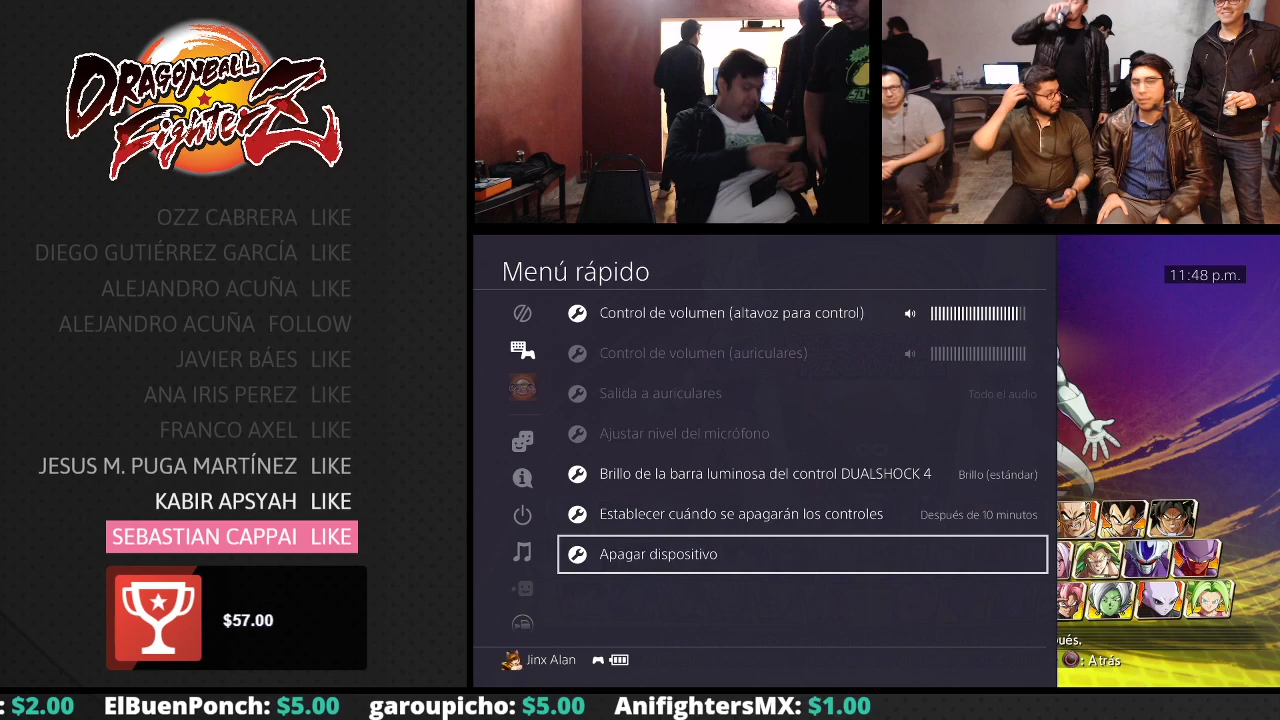 DRAGONBALL
FighterZ
OZZ CABRERA LIKE
DIEGO GUTIÉRREZ GARCÍA LIKE
ALEJANDRO ACUÑA LIKE
ALEJANDRO ACUÑA FOLLOW
JAVIER BÁES LIKE
ANA IRIS PEREZ LIKE
FRANCO AXEL LIKE
JESUS M. PUGA MARTÍNEZ LIKE
KABIR APSYAH LIKE
SEBASTIAN CAPPAI LIKE
$57.00
Menú rápido
11:48 p.m.
Control de volumen (altavoz para control)
Control de volumen (auriculares)
Salida a auriculares Todo el audio
Ajustar nivel del micrófono
Brillo de la barra luminosa del control DUALSHOCK 4 Brillo (estándar)
Establecer cuándo se apagarán los controles Después de 10 minutos
Apagar dispositivo
Jinx Alan
pués.
: Atrás
: $2.00 ElBuenPonch: $5.00 garoupicho: $5.00 AnifightersMX: $1.00